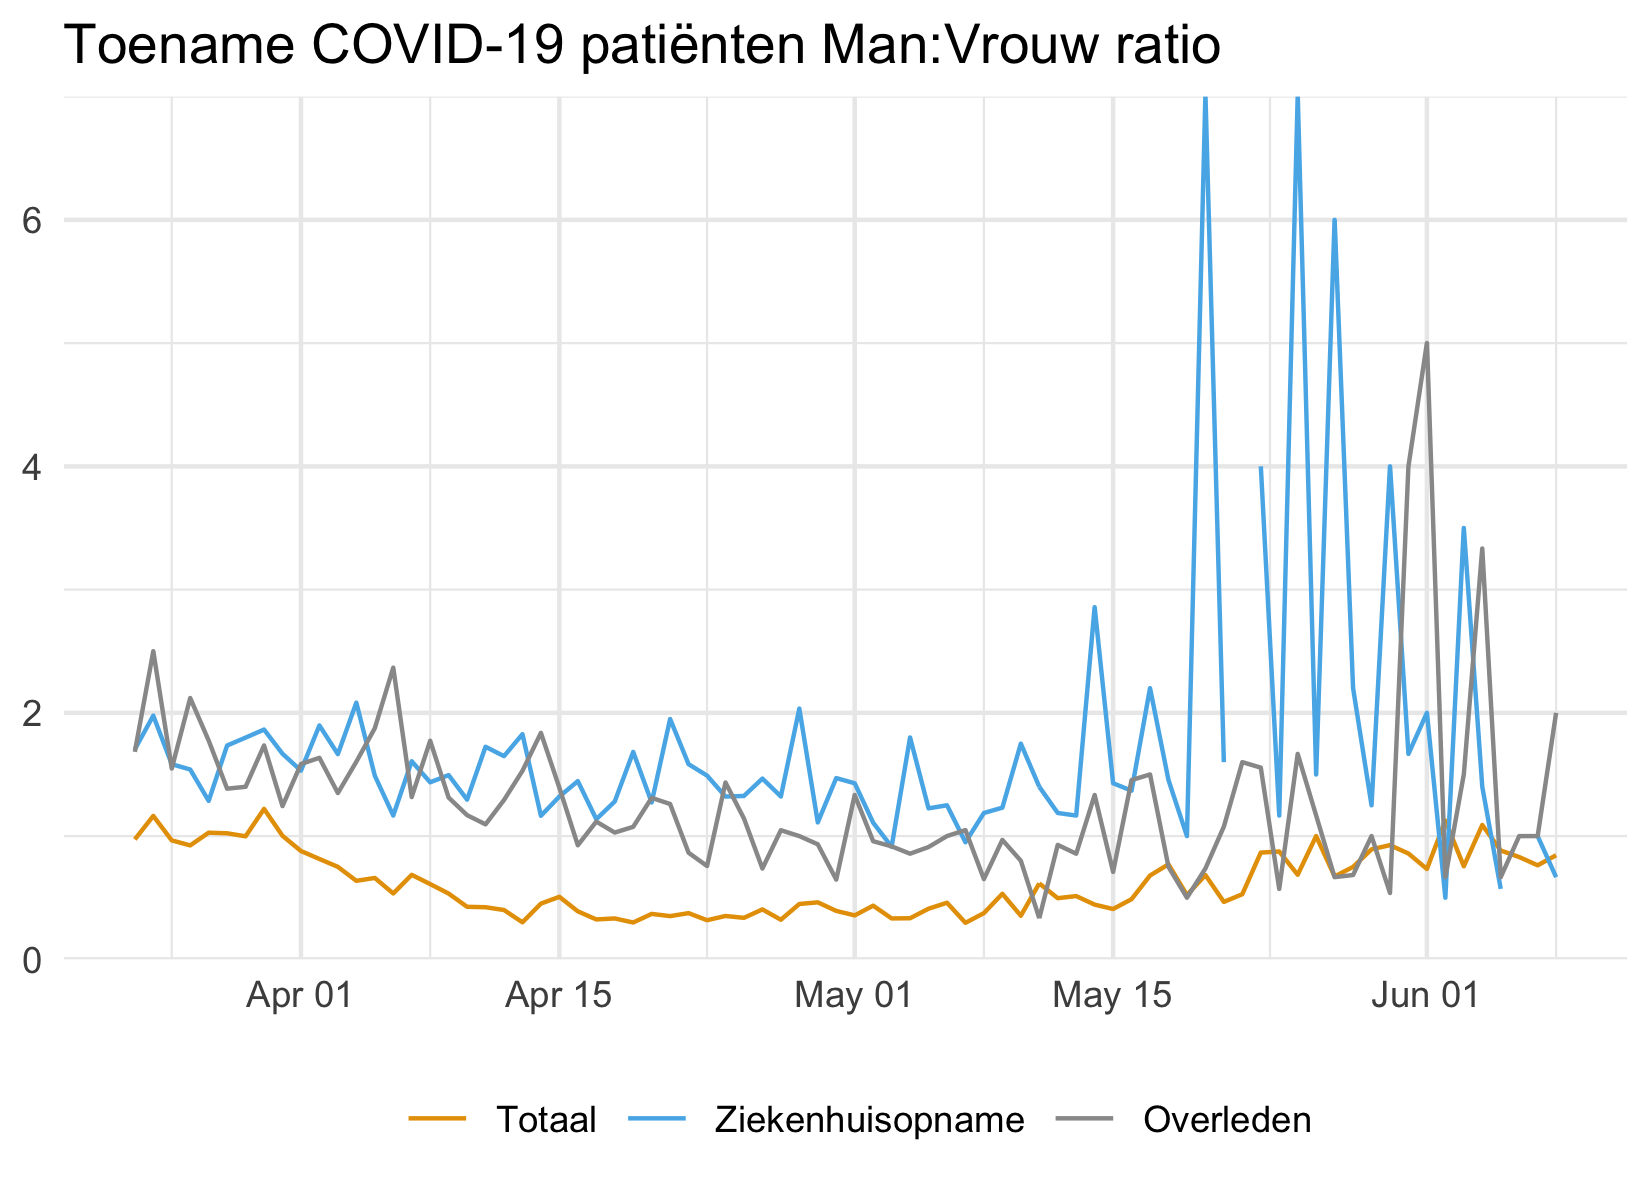 Toename COVID-19 patiënten Man:Vrouw ratio
6
4
2
0
Apr 01 Apr 15 May 01 May 15 Jun 01
Totaal Ziekenhuisopname Overleden